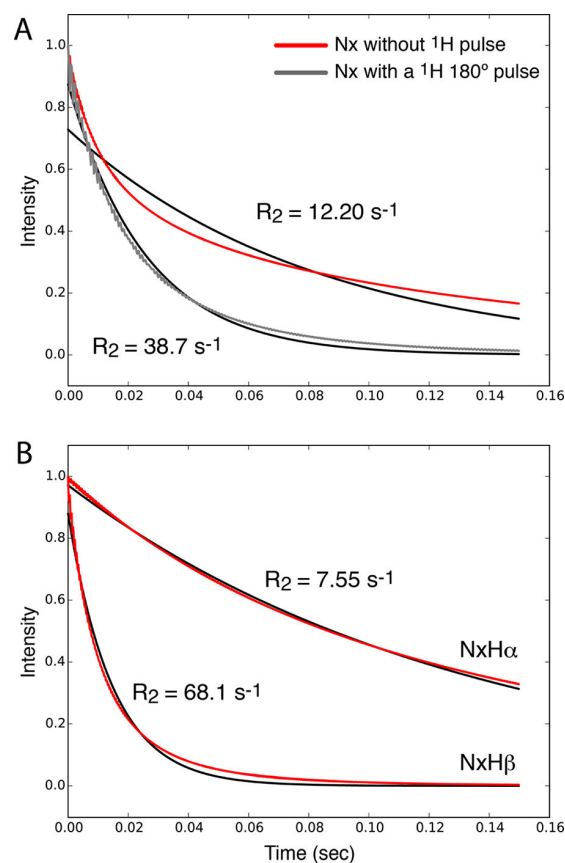 A
Nx without ¹H pulse
Nx with a ¹H 180º pulse
1.0
0.8
0.6
0.4
0.2
0.0
Intensity
R₂ = 12.20 s⁻¹
R₂ = 38.7 s⁻¹
0.00 0.02 0.04 0.06 0.08 0.10 0.12 0.14 0.16
B
1.0
0.8
0.6
0.4
0.2
0.0
Intensity
R₂ = 7.55 s⁻¹
NxHα
R₂ = 68.1 s⁻¹
NxHβ
0.00 0.02 0.04 0.06 0.08 0.10 0.12 0.14 0.16
Time (sec)